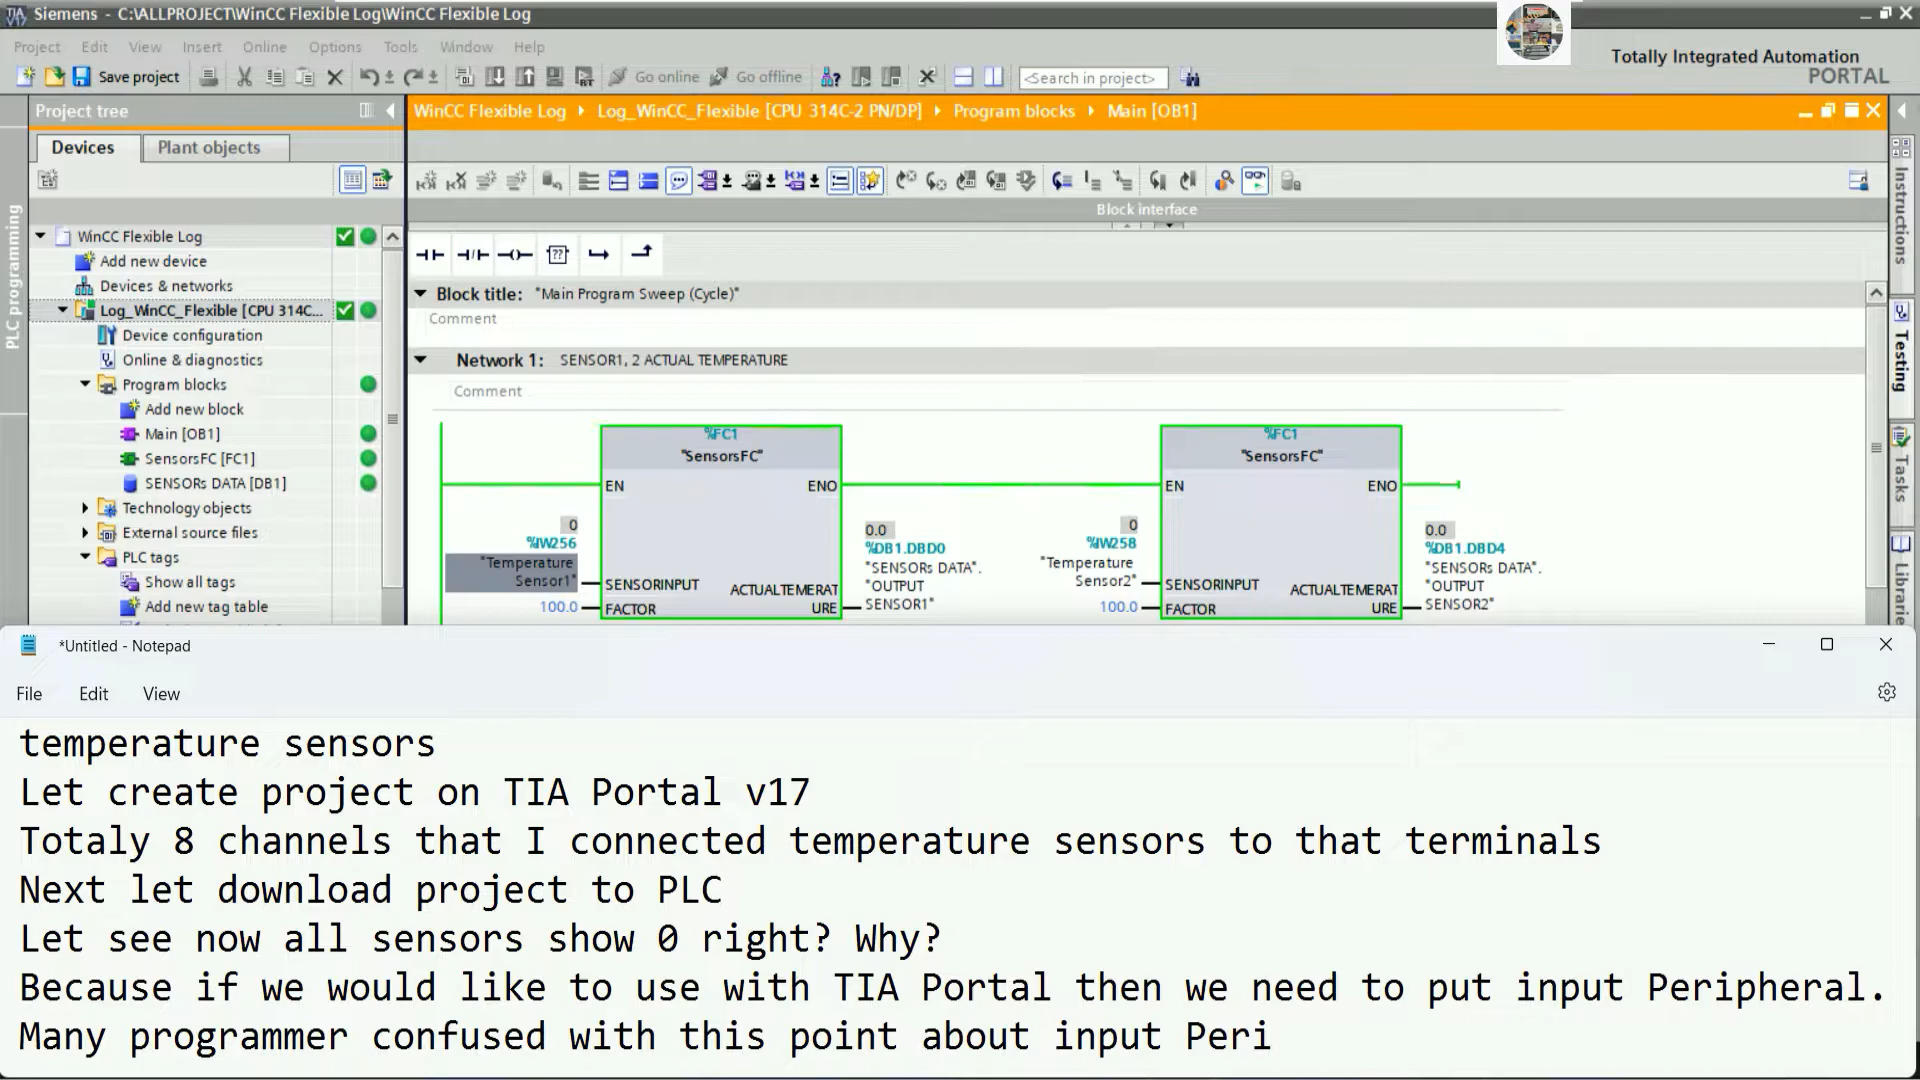 Siemens - C:\ALLPROJECT\WinCC Flexible Log\WinCC Flexible Log
Project Edit View Insert Online Options Tools Window Help
Totally Integrated Automation
PORTAL
Save project
Go online
Go offline
<Search in project>
Project tree
WinCC Flexible Log
Log_WinCC_Flexible [CPU 314C-2 PN/DP]
Program blocks
Main [OB1]
Devices
Plant objects
Block interface
PLC programming
WinCC Flexible Log
Add new device
Devices & networks
Log_WinCC_Flexible [CPU 314C...
Device configuration
Online & diagnostics
Program blocks
Add new block
Main [OB1]
SensorsFC [FC1]
SENSORs DATA [DB1]
Technology objects
External source files
PLC tags
Show all tags
Add new tag table
??
Block title: "Main Program Sweep (Cycle)"
Comment
Network 1: SENSOR1, 2 ACTUAL TEMPERATURE
Comment
%FC1
"SensorsFC"
EN
ENO
0
%IW256
"Temperature
Sensor1"
SENSORINPUT
100.0
FACTOR
ACTUALTEMERAT
URE
0.0
%DB1.DBD0
"SENSORs DATA".
"OUTPUT
SENSOR1"
%FC1
"SensorsFC"
EN
ENO
0
%IW258
"Temperature
Sensor2"
SENSORINPUT
100.0
FACTOR
ACTUALTEMERAT
URE
0.0
%DB1.DBD4
"SENSORs DATA".
"OUTPUT
SENSOR2"
Instructions
Testing
Tasks
Librarie
*Untitled - Notepad
File Edit View
temperature sensors
Let create project on TIA Portal v17
Totaly 8 channels that I connected temperature sensors to that terminals
Next let download project to PLC
Let see now all sensors show 0 right? Why?
Because if we would like to use with TIA Portal then we need to put input Peripheral.
Many programmer confused with this point about input Peri